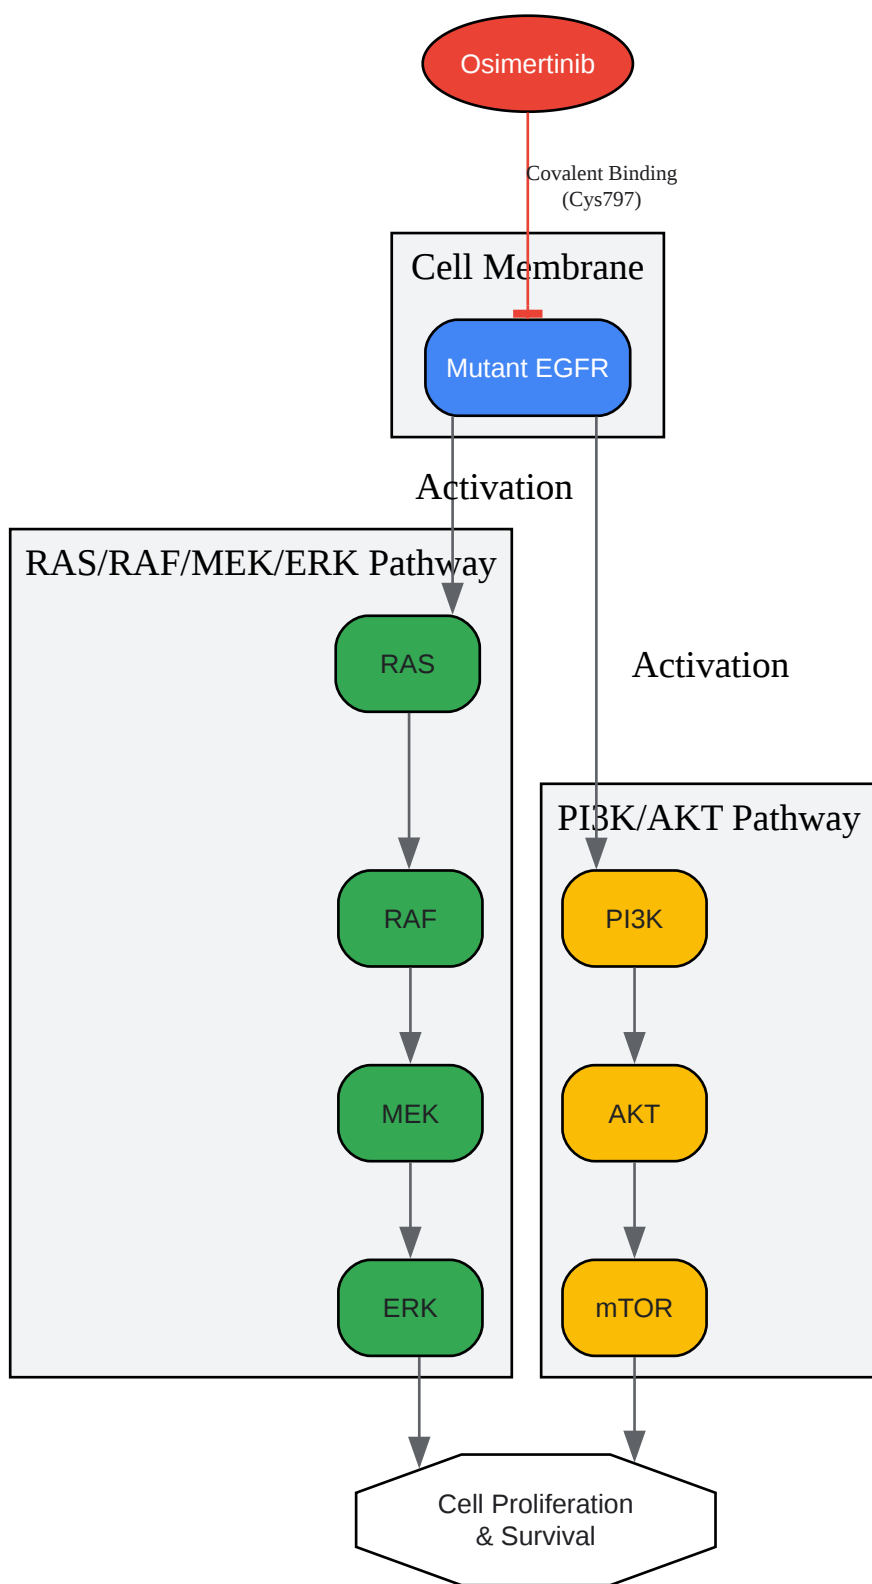 Osimertinib
Covalent Binding
(Cys797)
Cell Membrane
Mutant EGFR
Activation
RAS/RAF/MEK/ERK Pathway
RAS
Activation
PI3K/AKT Pathway
RAF
PI3K
MEK
AKT
ERK
mTOR
Cell Proliferation
& Survival